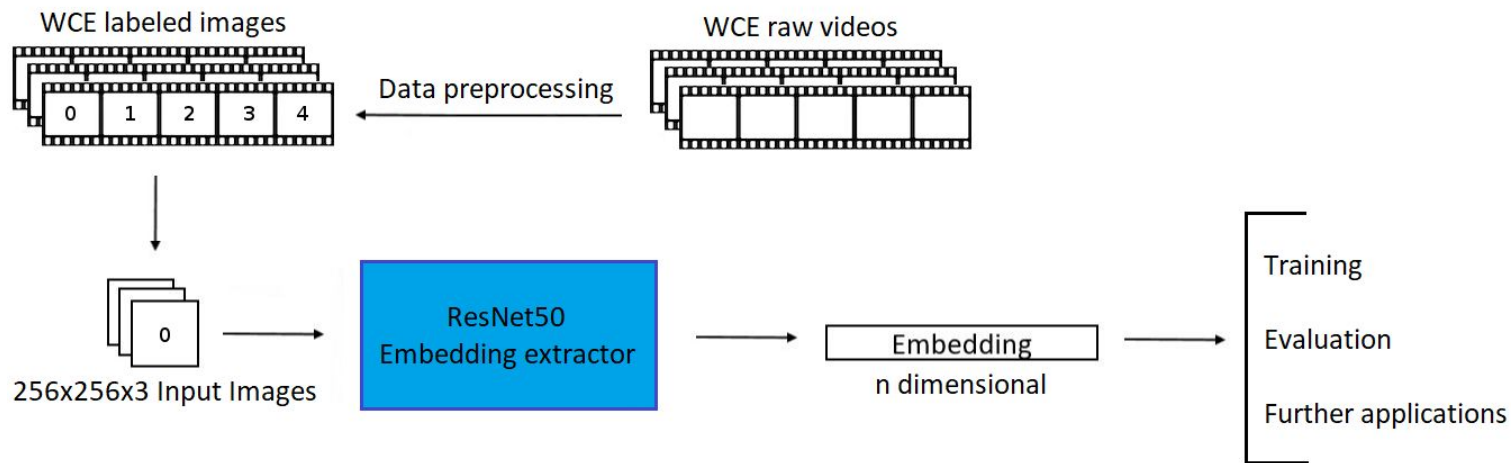 WCE labeled images
WCE raw videos
Data preprocessing
0 1 2 3 4
0
256x256x3 Input Images
ResNet50
Embedding extractor
Embedding
n dimensional
Training
Evaluation
Further applications